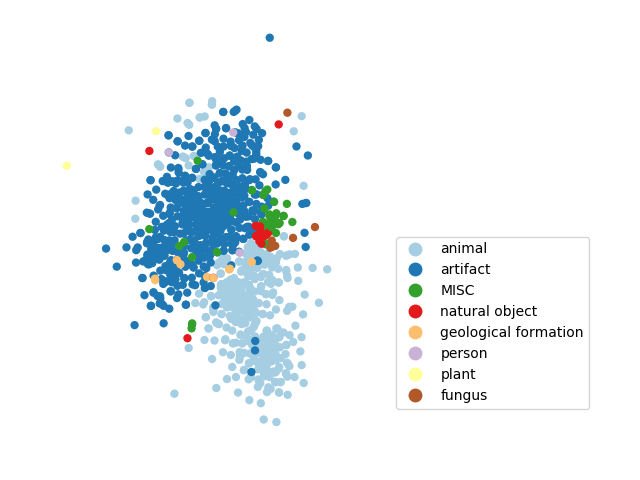 animal
artifact
MISC
natural object
geological formation
person
plant
fungus